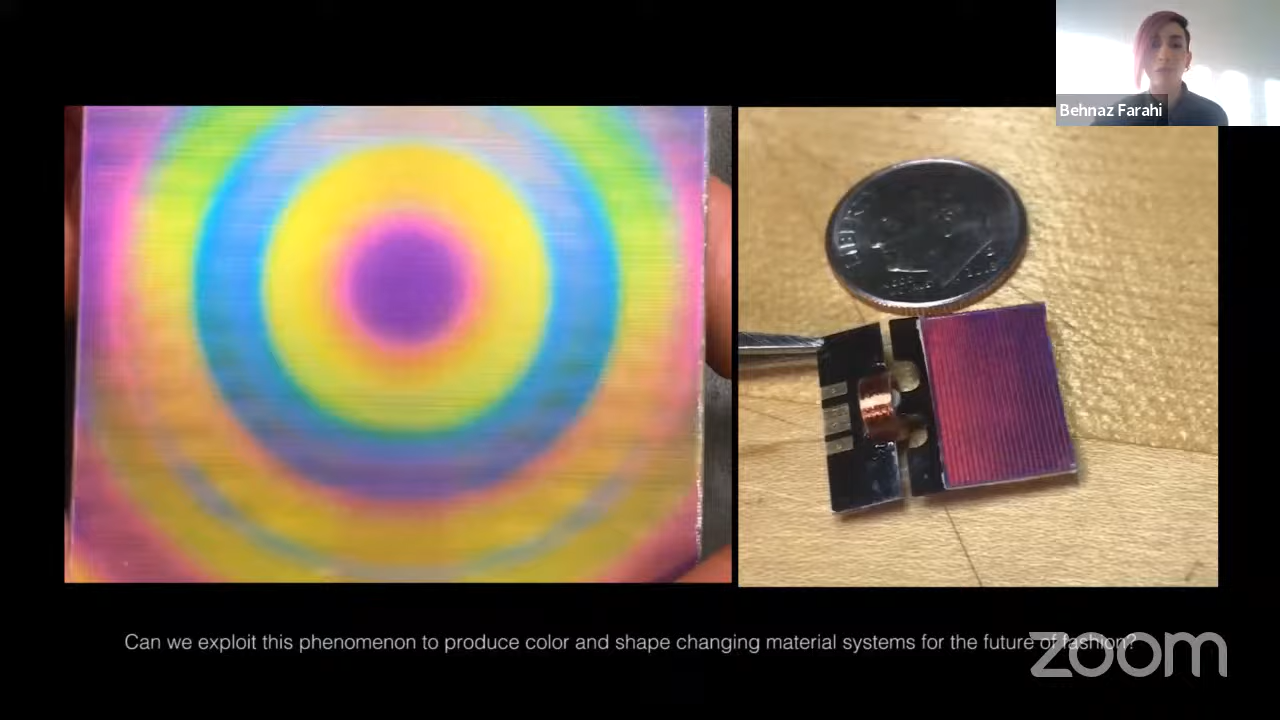 Behnaz Farahi
LIBERTY
Can we exploit this phenomenon to produce color and shape changing material systems for the future of fashion?
zoom